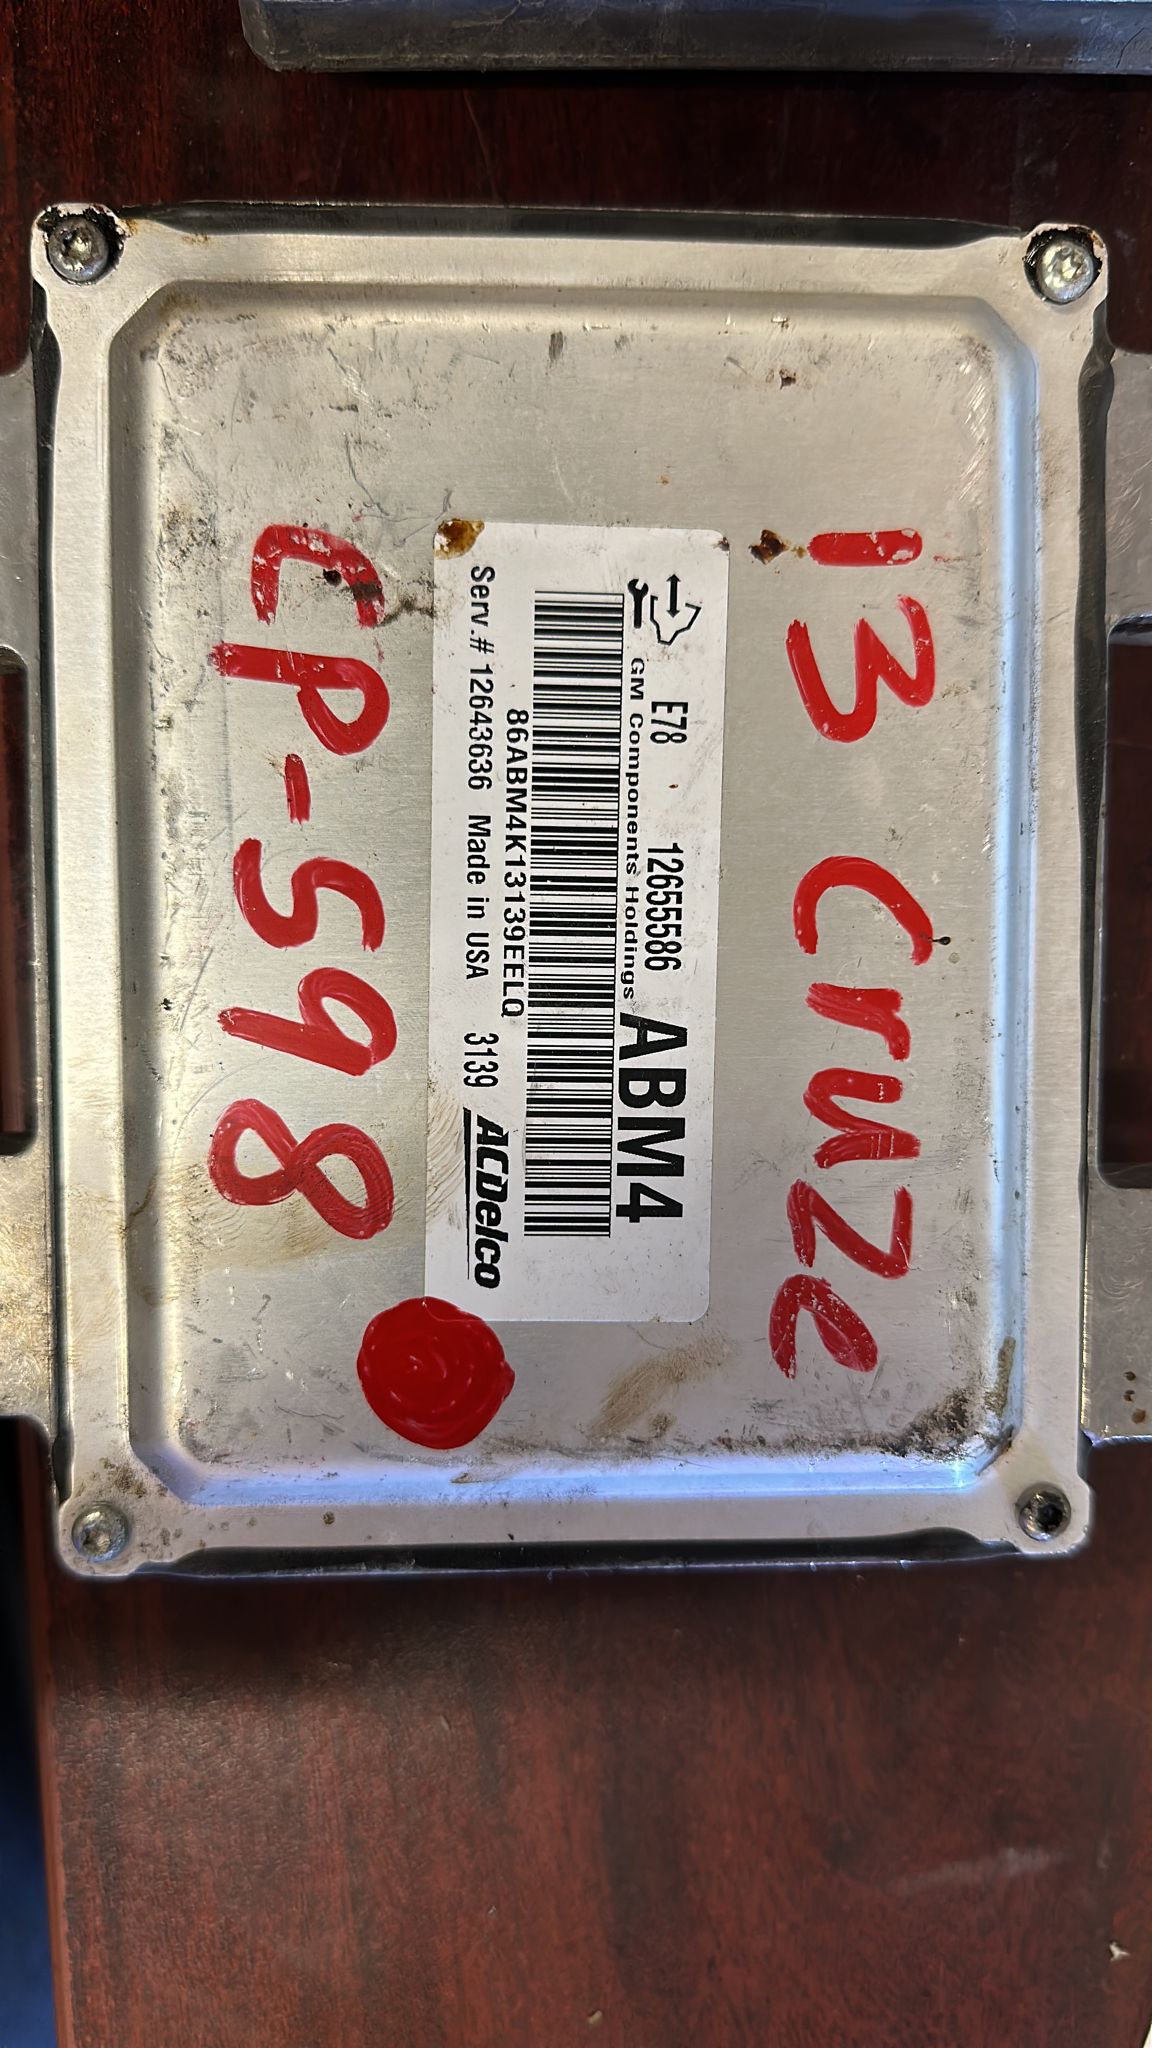 13 Cruze
E78 12655586 ABM4
GM Components Holdings
86ABM4K13139EELQ
Serv.# 12643636 Made in USA 3139 ACDelco
CP-598